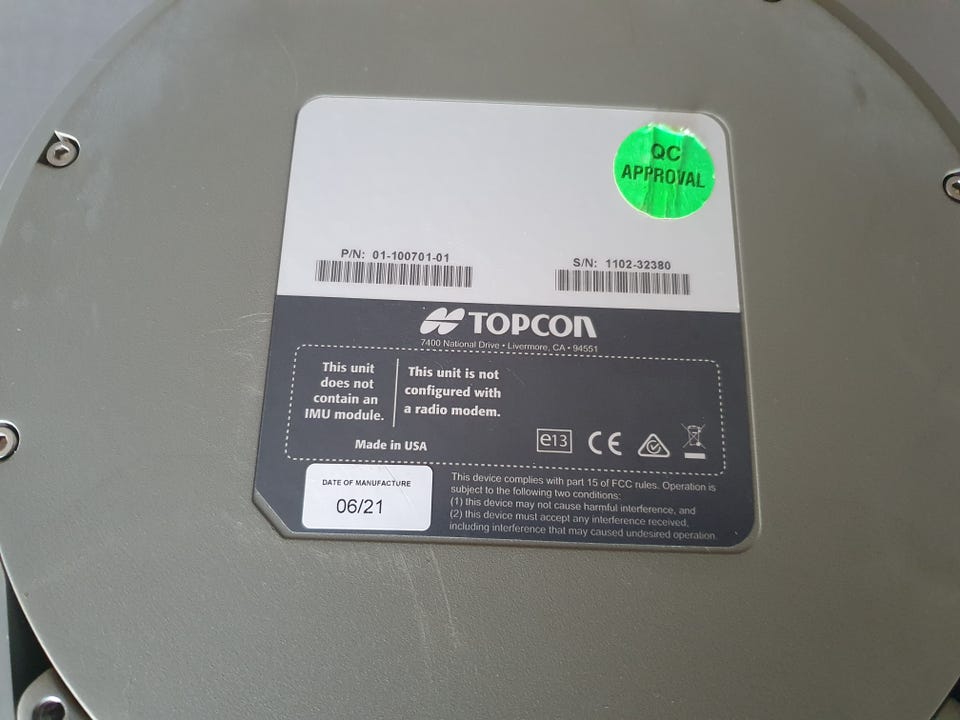 QC
APPROVAL
P/N: 01-100701-01
S/N: 1102-32380
TOPCON
7400 National Drive • Livermore, CA • 94551
This unit
does not
contain an
IMU module.
This unit is not
configured with
a radio modem.
Made in USA
e13
CE
DATE OF MANUFACTURE
06/21
This device complies with part 15 of FCC rules. Operation is
subject to the following two conditions:
(1) this device may not cause harmful interference, and
(2) this device must accept any interference received,
including interference that may caused undesired operation.